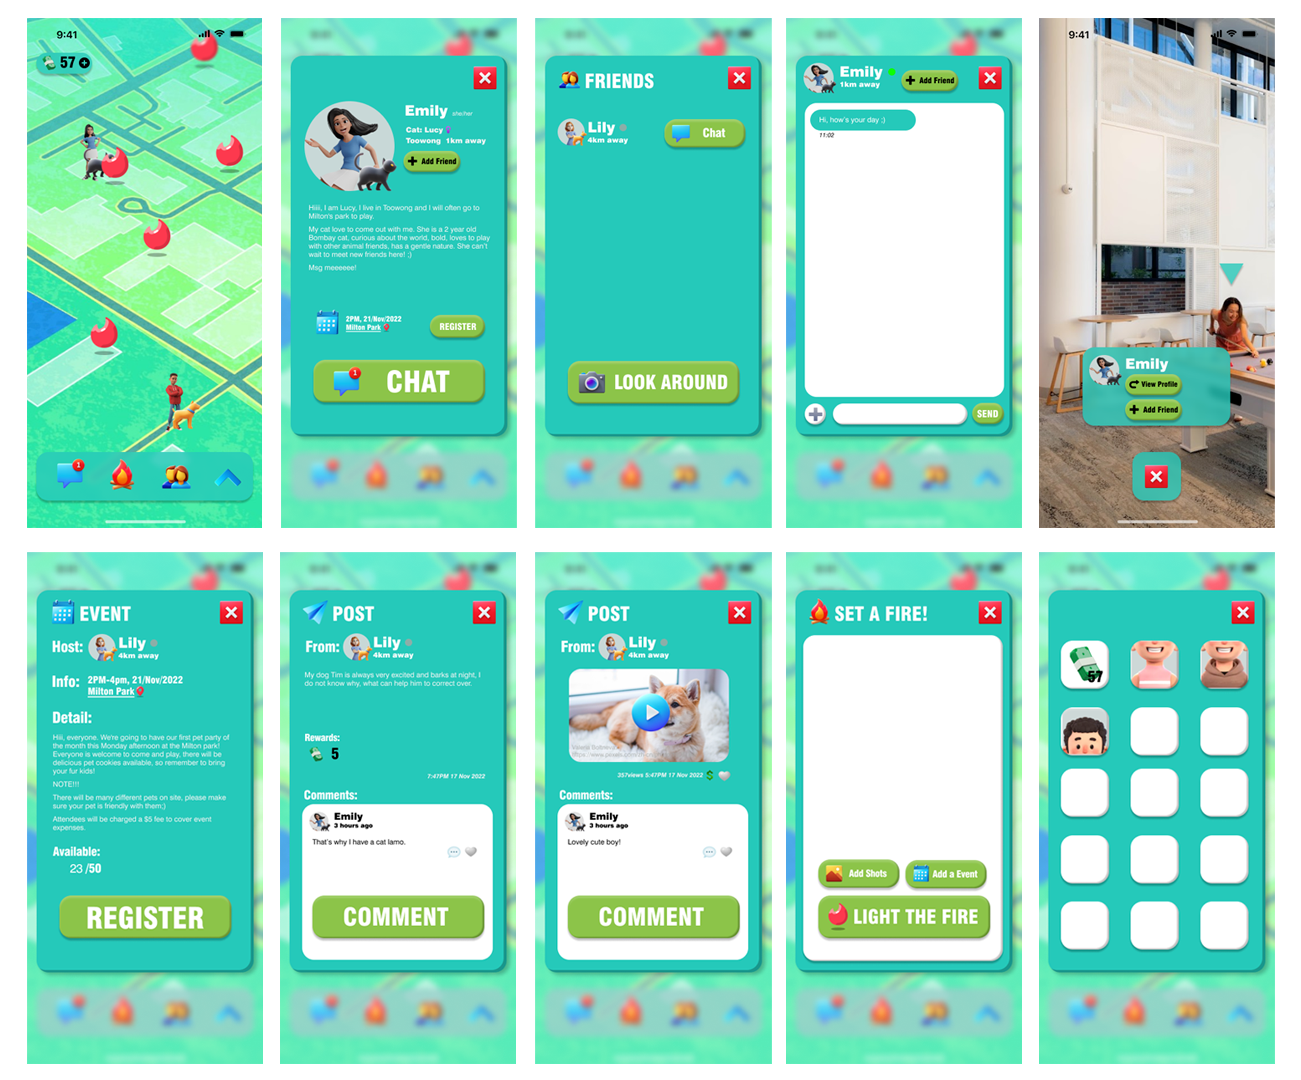 9:41
57
Emily she/her
Cat: Lucy
Toowong 1km away
Add Friend
Hiiii, I am Lucy, I live in Toowong and I will often go to
Milton's park to play.
My cat love to come out with me. She is a 2 year old
Bombay cat, curious about the world, bold, loves to play
with other animal friends, has a gentle nature. She can't
wait to meet new friends here! ;)
Msg meeeeee!
2PM, 21/Nov/2022
Milton Park
REGISTER
1
CHAT
FRIENDS
Lily
4km away
Chat
LOOK AROUND
Emily
1km away
Add Friend
Hi, how's your day :)
11:02
SEND
9:41
Emily
View Profile
Add Friend
1
EVENT
Host: Lily
4km away
Info: 2PM-4pm, 21/Nov/2022
Milton Park
Detail:
Hiii, everyone. We're going to have our first pet party of
the month this Monday afternoon at the Milton park!
Everyone is welcome to come and play, there will be
delicious pet cookies available, so remember to bring
your fur kids!
NOTE!!!
There will be many different pets on site, please make
sure your pet is friendly with them;)
Attendees will be charged a $5 fee to cover event
expenses.
Available:
23 /50
REGISTER
POST
From: Lily
4km away
My dog Tim is always very excited and barks at night, I
do not know why, what can help him to correct over.
Rewards:
5
7:47PM 17 Nov 2022
Comments:
Emily
3 hours ago
That's why I have a cat lamo.
COMMENT
POST
From: Lily
4km away
357views 5:47PM 17 Nov 2022
Comments:
Emily
3 hours ago
Lovely cute boy!
COMMENT
SET A FIRE!
Add Shots
Add a Event
LIGHT THE FIRE
57